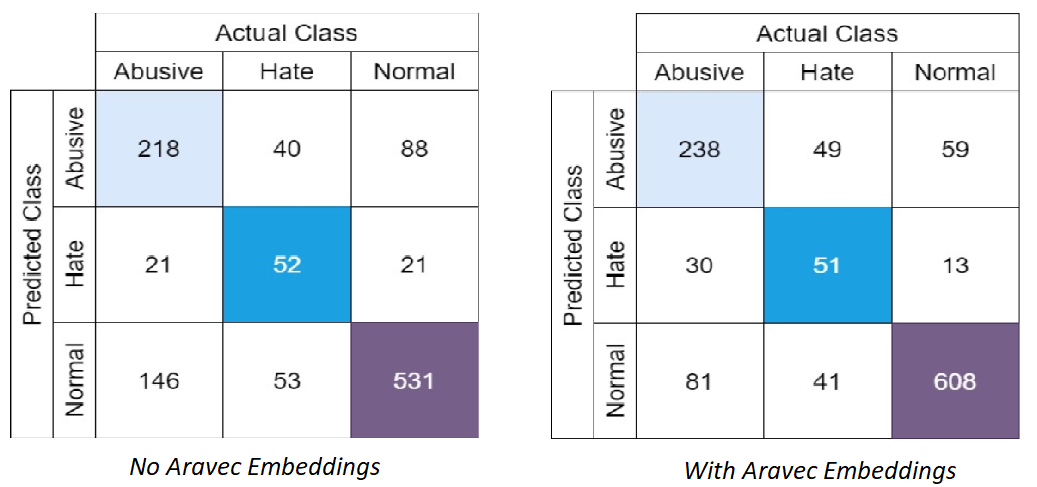 Actual Class
Abusive Hate Normal
Predicted Class
Abusive 218 40 88
Hate 21 52 21
Normal 146 53 531
No Aravec Embeddings
Actual Class
Abusive Hate Normal
Predicted Class
Abusive 238 49 59
Hate 30 51 13
Normal 81 41 608
With Aravec Embeddings